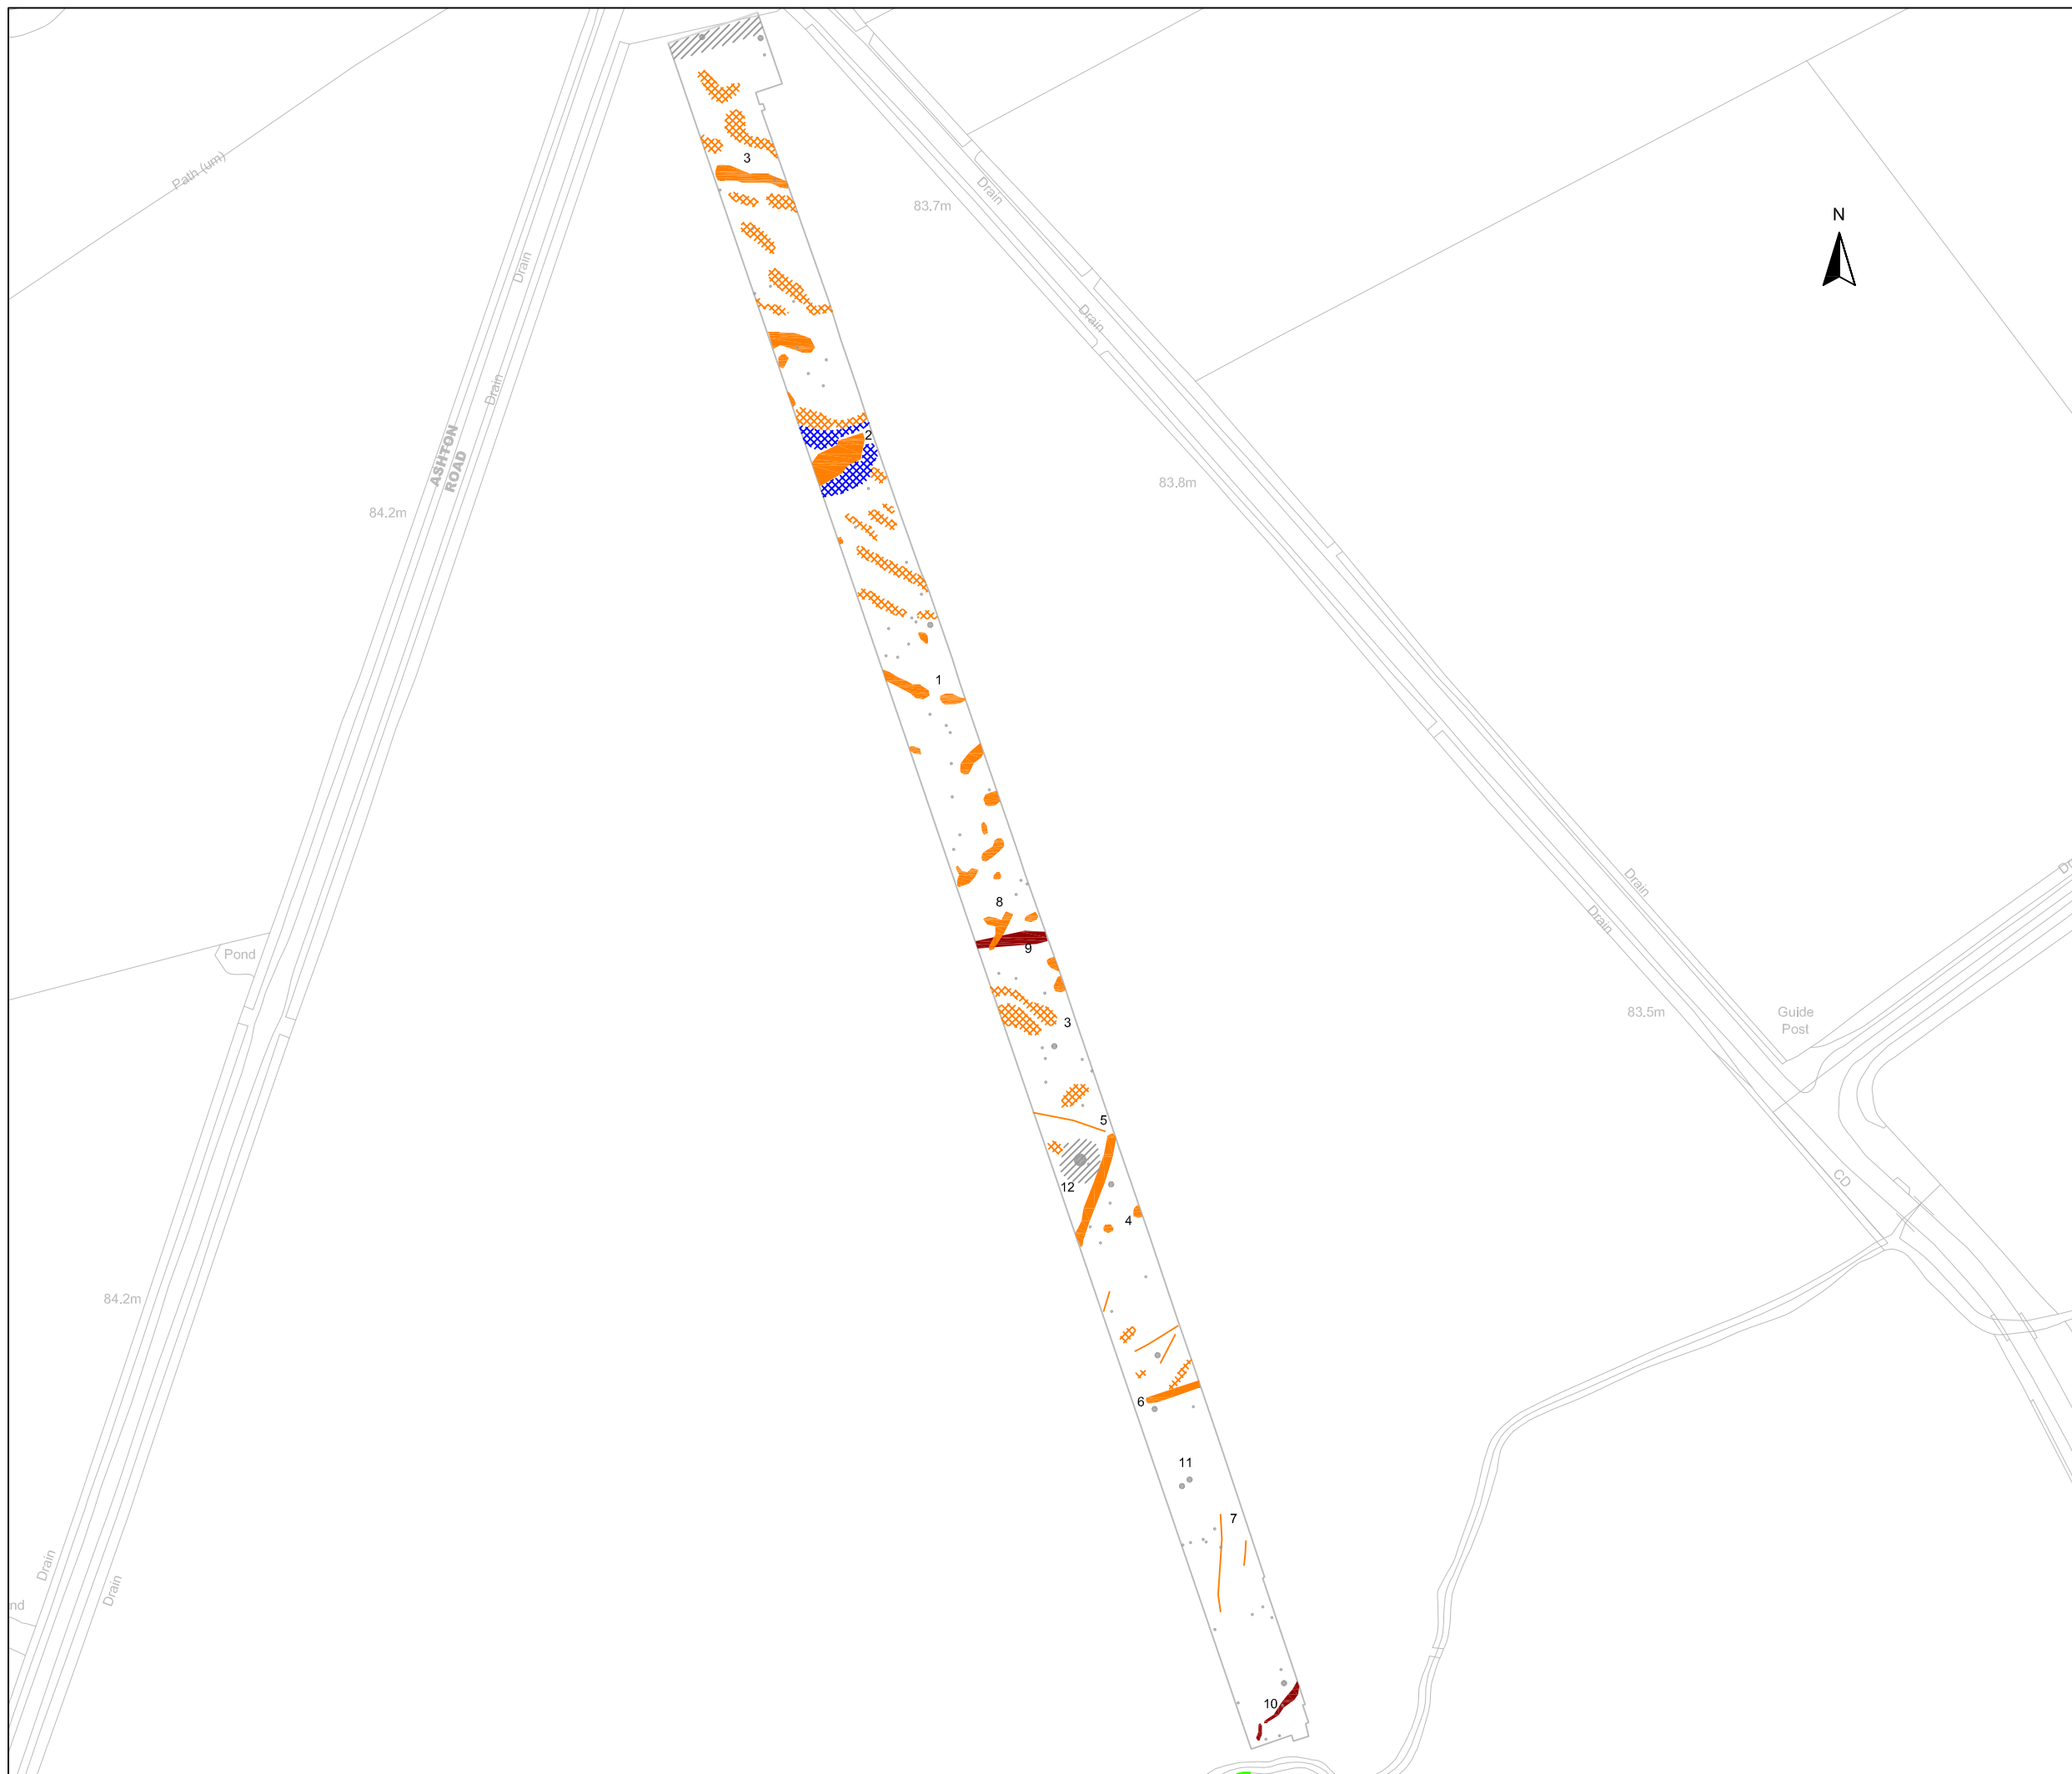 Path (um)
3
Drain
83.7m
N
Drain
Drain
Drain
ASHTON
ROAD
2
83.8m
84.2m
1
Drain
Drain
8
9
Pond
3
83.5m
Guide
Post
5
CD
12
4
84.2m
6
11
7
Drain
Drain
nd
10